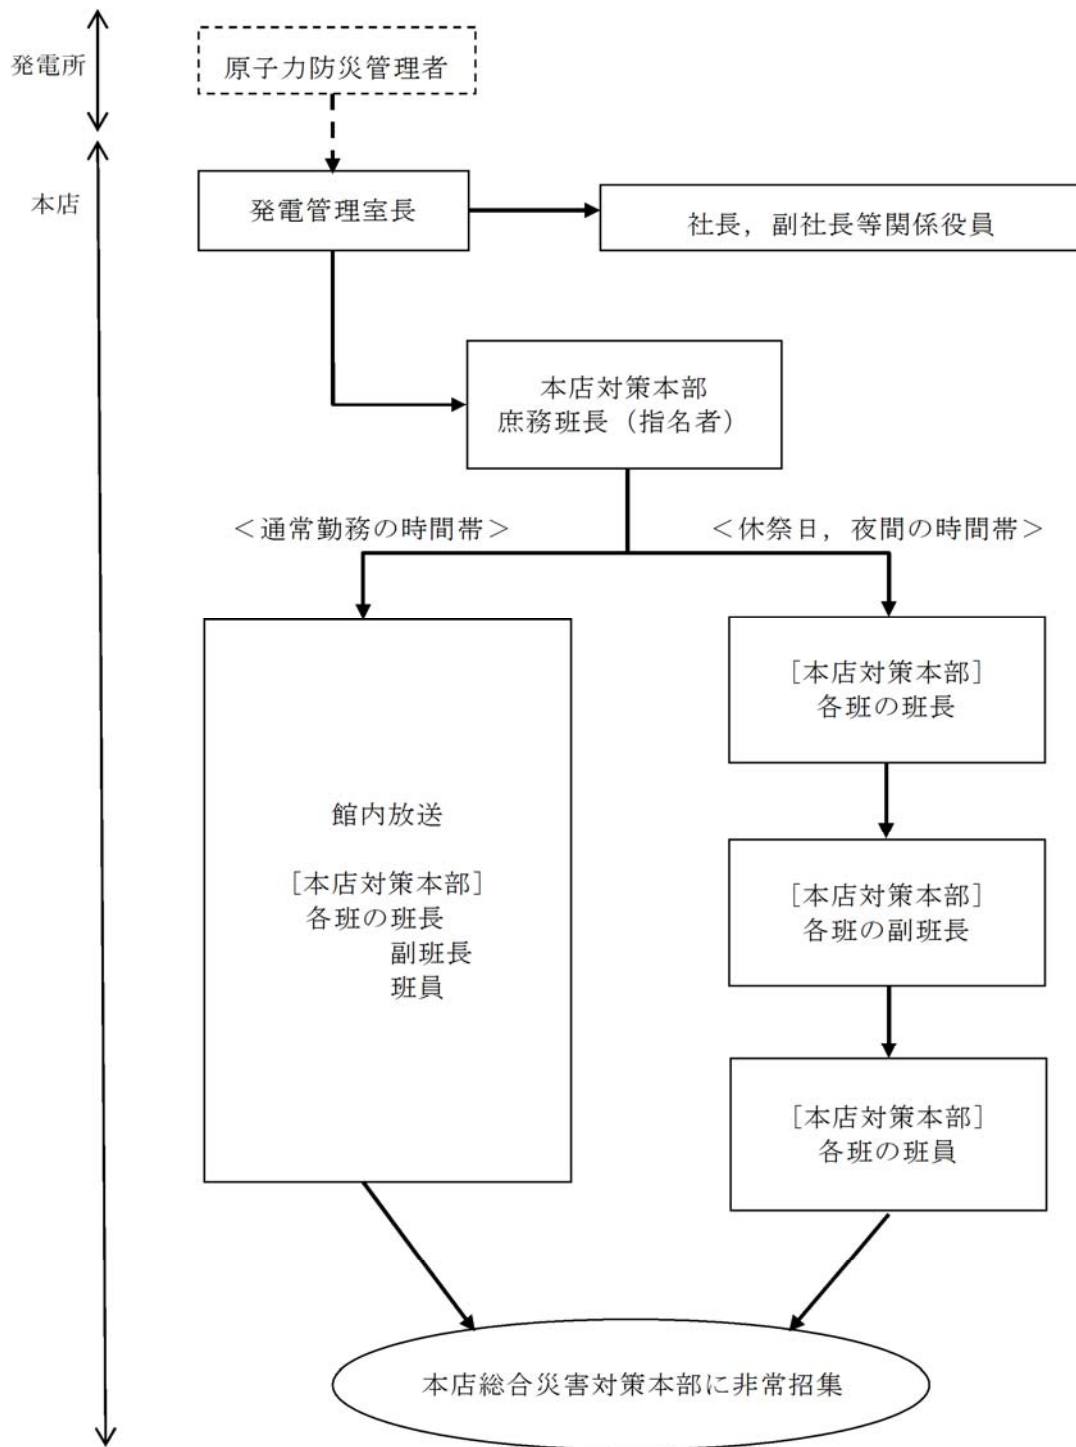 発電所
原子力防災管理者
本店
発電管理室長
社長，副社長等関係役員
本店対策本部
庶務班長（指名者）
＜通常勤務の時間帯＞
＜休祭日，夜間の時間帯＞
館内放送
［本店対策本部］
各班の班長
副班長
班員
［本店対策本部］
各班の班長
［本店対策本部］
各班の副班長
［本店対策本部］
各班の班員
本店総合災害対策本部に非常招集